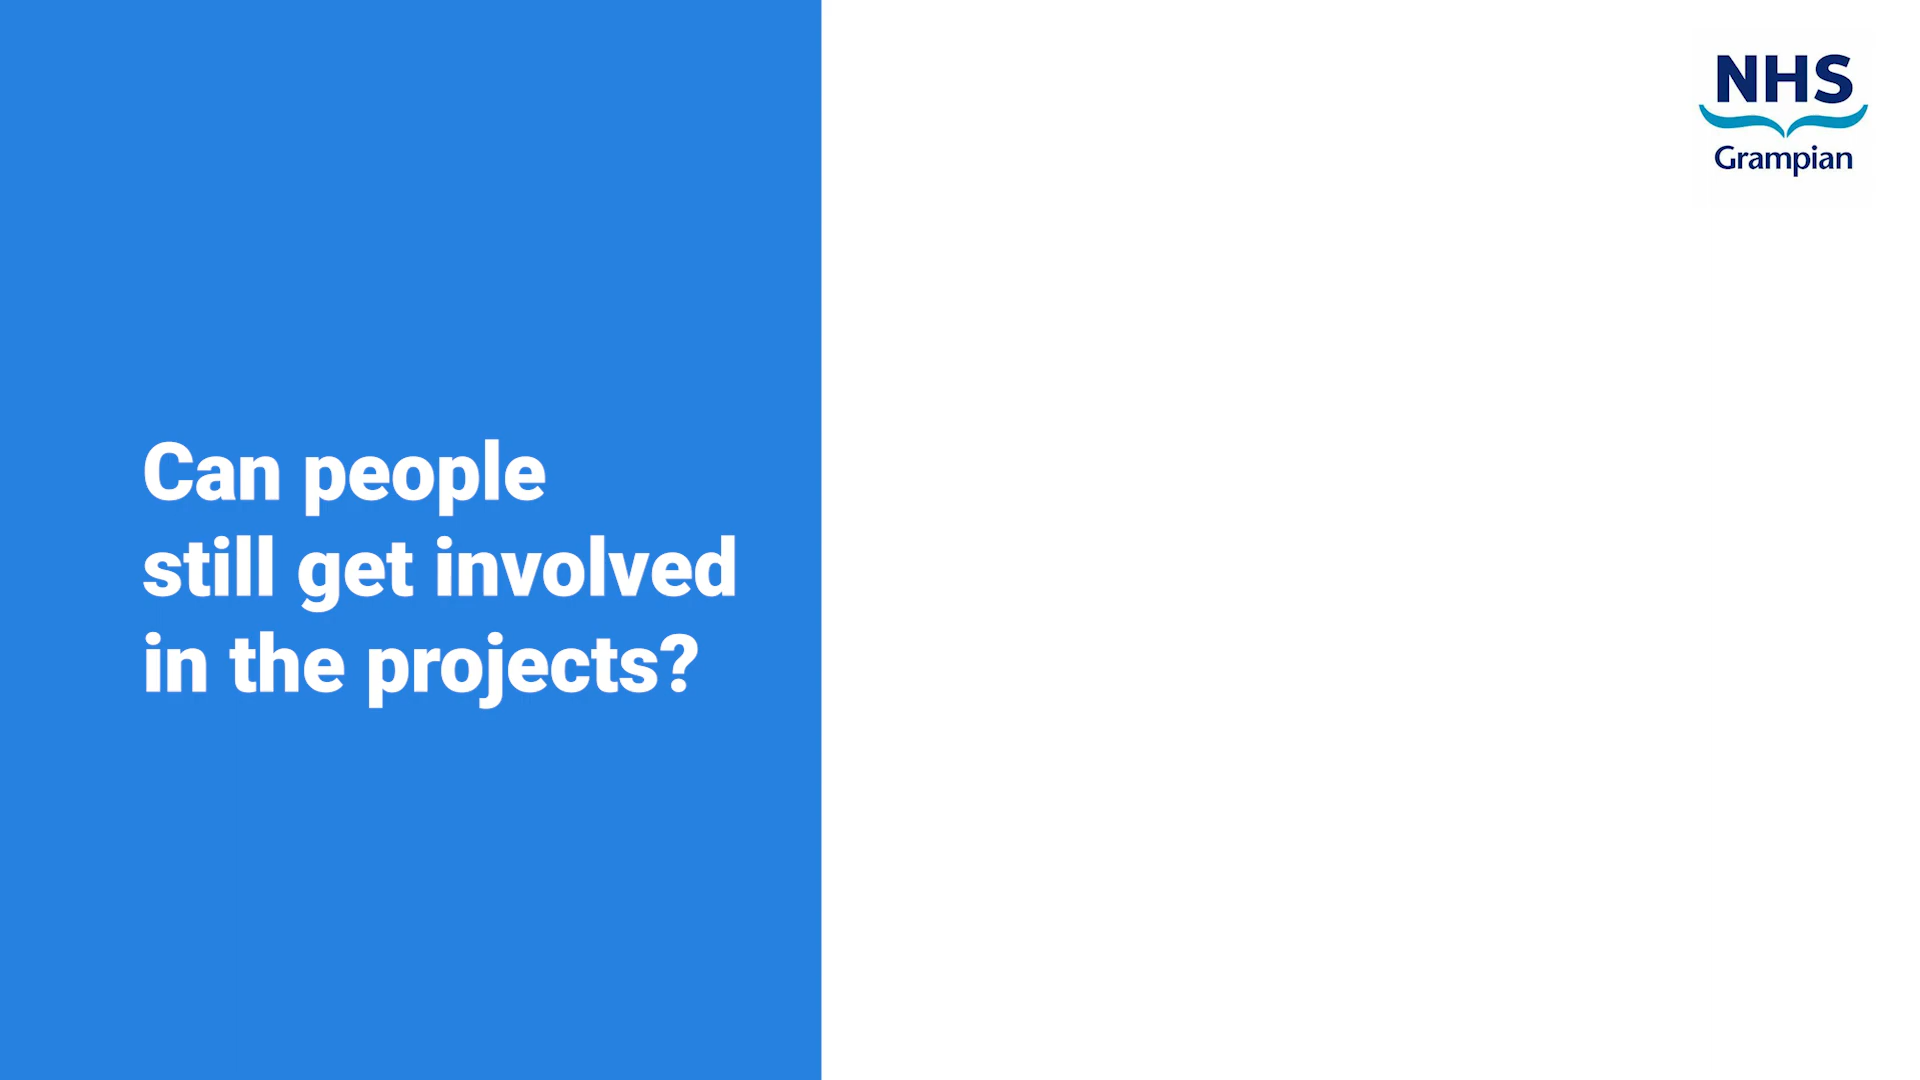 Can people
still get involved
in the projects?
NHS
Grampian